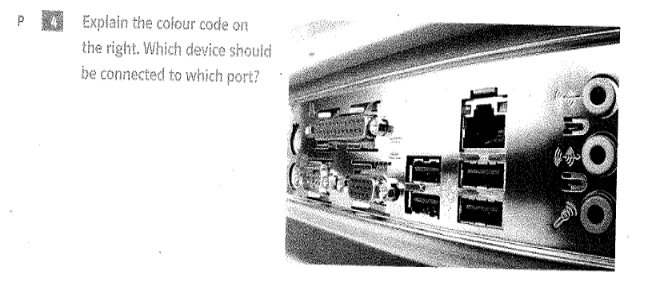 P 4 Explain the colour code on
the right. Which device should
be connected to which port?